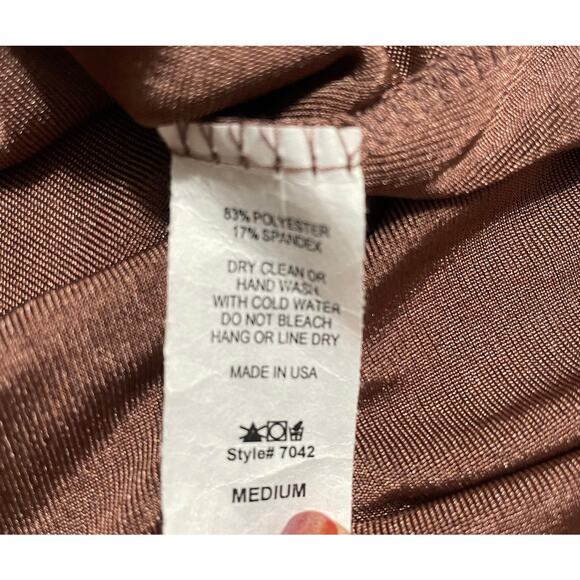 83% POLYESTER
17% SPANDEX
DRY CLEAN OR
HAND WASH
WITH COLD WATER
DO NOT BLEACH
HANG OR LINE DRY
MADE IN USA
Style# 7042
MEDIUM